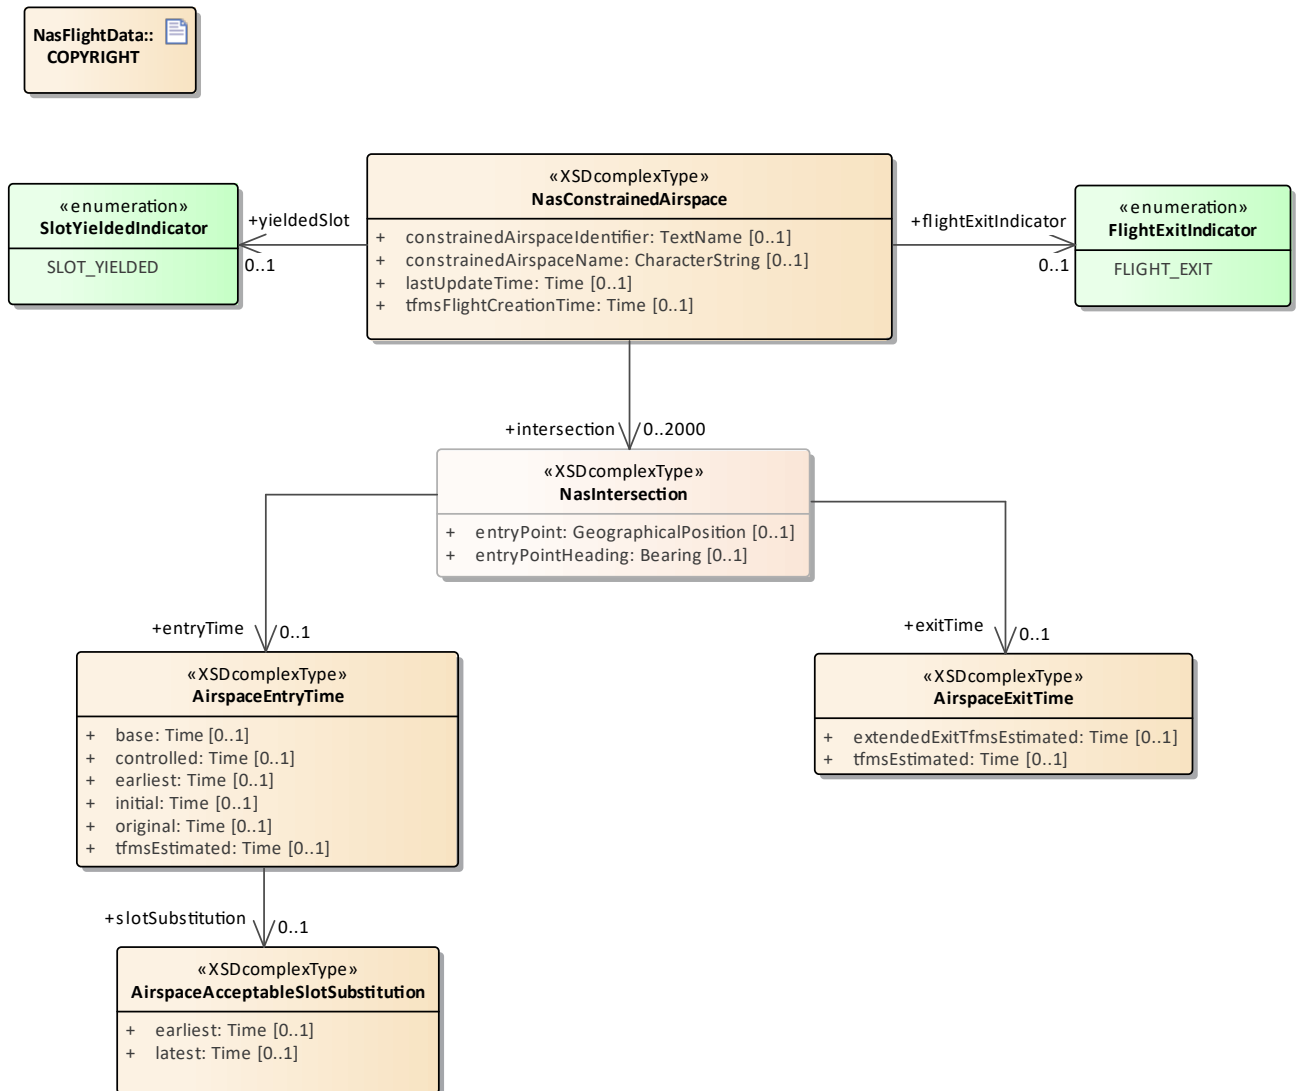 NasFlightData::
COPYRIGHT
«XSDcomplexType»
NasConstrainedAirspace
+ constrainedAirspaceIdentifier: TextName [0..1]
+ constrainedAirspaceName: CharacterString [0..1]
+ lastUpdateTime: Time [0..1]
+ tfmsFlightCreationTime: Time [0..1]
«enumeration»
SlotYieldedIndicator
SLOT_YIELDED
+yieldedSlot
0..1
+flightExitIndicator
0..1
«enumeration»
FlightExitIndicator
FLIGHT_EXIT
+intersection
0..2000
«XSDcomplexType»
NasIntersection
+ entryPoint: GeographicalPosition [0..1]
+ entryPointHeading: Bearing [0..1]
+entryTime
0..1
+exitTime
0..1
«XSDcomplexType»
AirspaceEntryTime
+ base: Time [0..1]
+ controlled: Time [0..1]
+ earliest: Time [0..1]
+ initial: Time [0..1]
+ original: Time [0..1]
+ tfmsEstimated: Time [0..1]
«XSDcomplexType»
AirspaceExitTime
+ extendedExitTfmsEstimated: Time [0..1]
+ tfmsEstimated: Time [0..1]
+slotSubstitution
0..1
«XSDcomplexType»
AirspaceAcceptableSlotSubstitution
+ earliest: Time [0..1]
+ latest: Time [0..1]